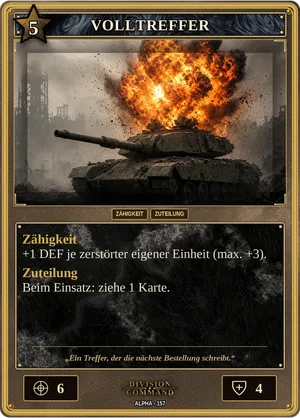 5
VOLLTREFFER
ZÄHIGKEIT
ZUTEILUNG
Zähigkeit
+1 DEF je zerstörter eigener Einheit (max. +3).
Zuteilung
Beim Einsatz: ziehe 1 Karte.
„Ein Treffer, der die nächste Bestellung schreibt.“
6
DIVISION
COMMAND
ALPHA · 157
4